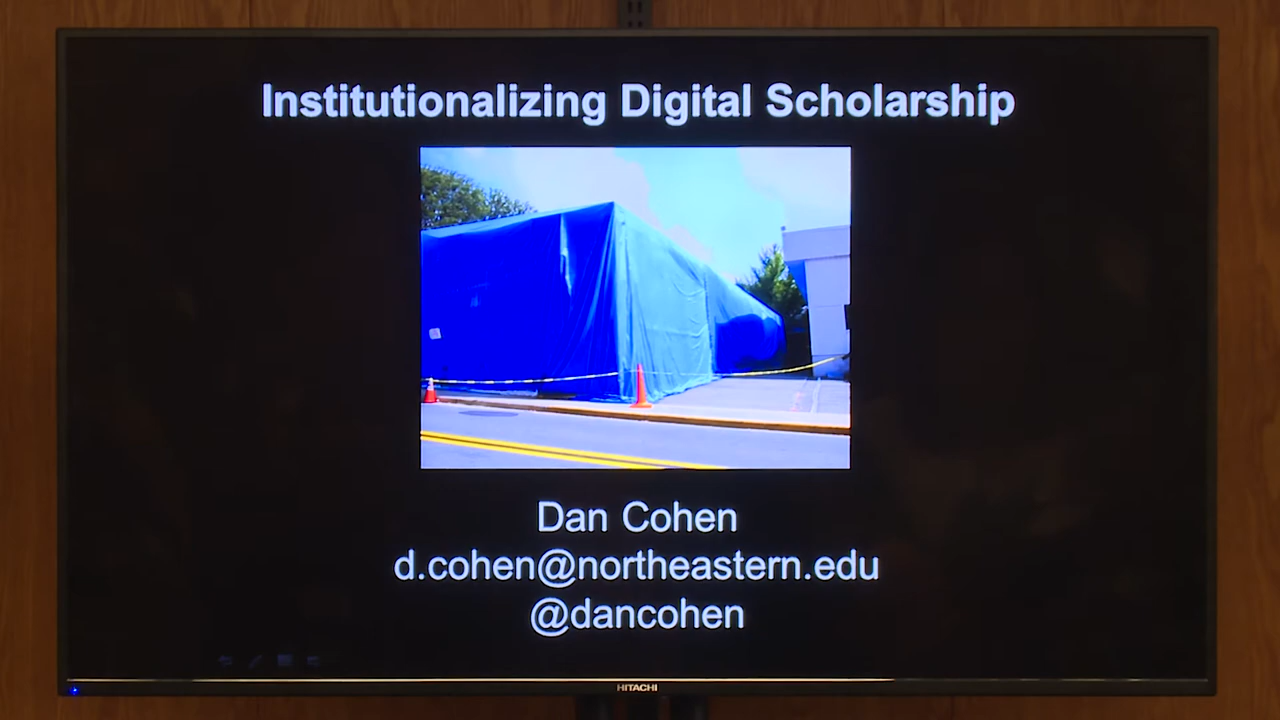 Institutionalizing Digital Scholarship
Dan Cohen
d.cohen@northeastern.edu
@dancohen
HITACHI